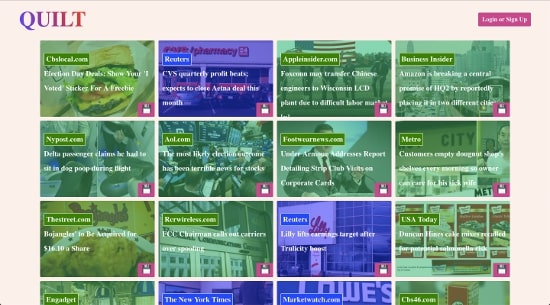 QUILT
Login or Sign Up
Cbslocal.com
Election Day Deals: Show Your 'I
Voted' Sticker For A Freebie
Reuters
CVS quarterly profit beats;
expects to close Aetna deal this
month
Appleinsider.com
Foxconn may transfer Chinese
engineers to Wisconsin LCD
plant due to difficult labor market
Business Insider
Amazon is breaking a central
promise of HQ2 by reportedly
placing it in two different cities
Nypost.com
Delta passenger claims he had to
sit in dog poop during flight
Aol.com
The most likely election outcome
has been terrible news for stocks
Footwearnews.com
Under Armour Addresses Report
Detailing Strip Club Visits on
Corporate Cards
Metro
Customers empty doughnut shop's
shelves every morning so owner
can care for his sick wife
Thestreet.com
Bojangles' to Be Acquired for
$16.10 a Share
Rcrwireless.com
FCC Chairman calls out carriers
over spoofing
Reuters
Lilly lifts earnings target after
Trulicity boost
USA Today
Duncan Hines cake mixes recalled
for potential salmonella risk
Engadget
The New York Times
Marketwatch.com
Cbs46.com